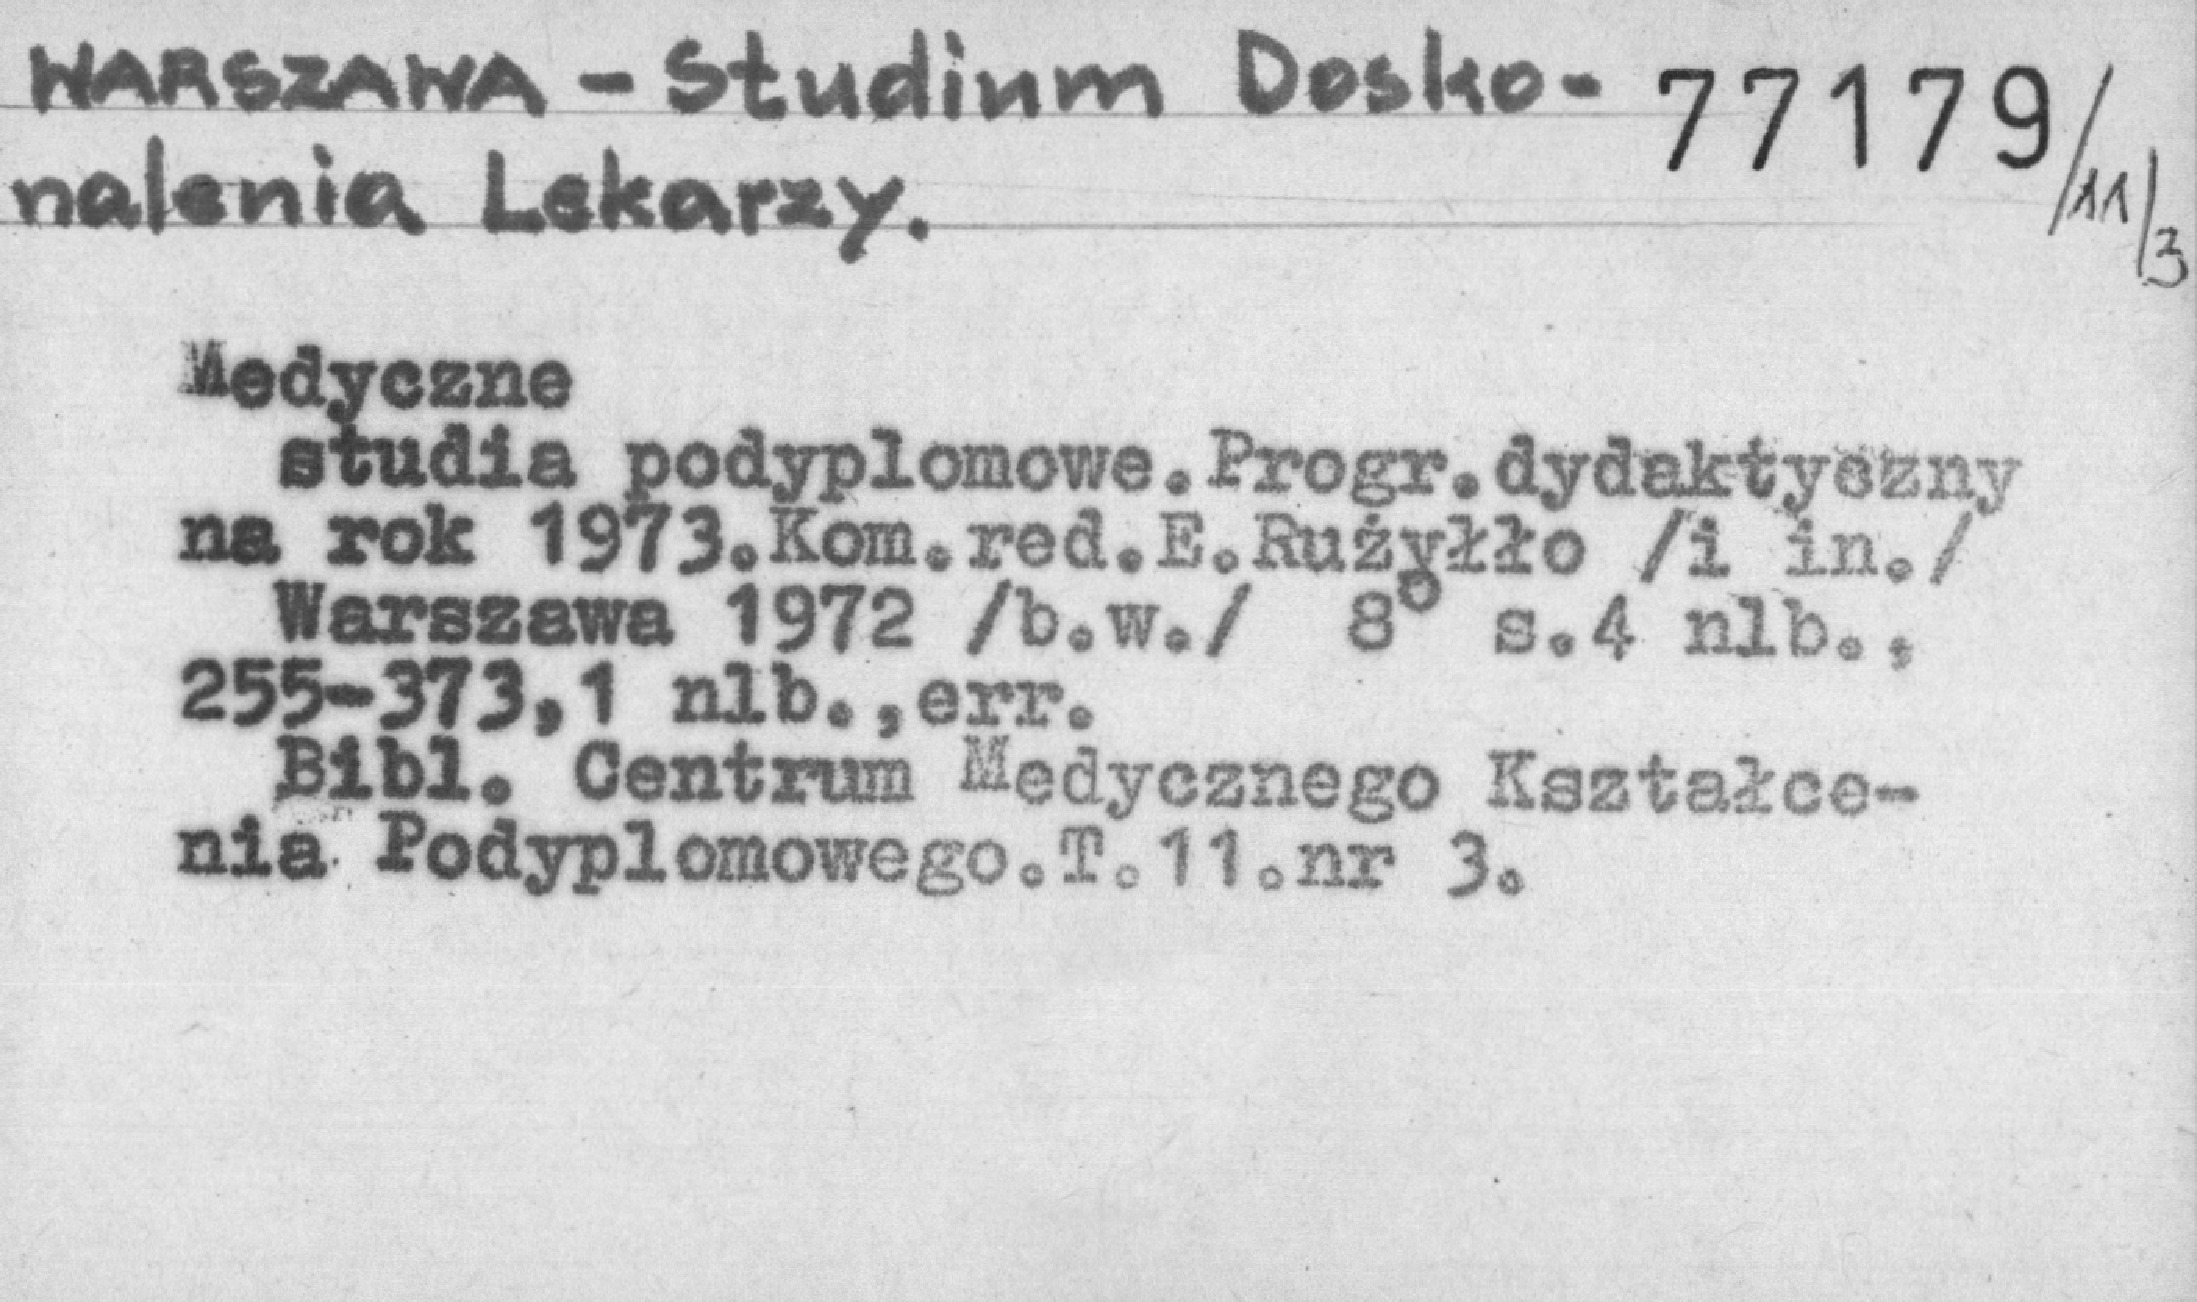 WARSZAWA - Studium Dosko- 77179/11/3
nalenia Lekarzy.
Medyczne
studia podyplomowe.Progr.dydaktyczny
na rok 1973.Kom.red.E.Rużyłło /i in./
Warszawa 1972 /b.w./ 8° s.4 nlb.,
255-373,1 nlb.,err.
Bibl. Centrum Medycznego Kształce-
nia Podyplomowego.T.11.nr 3.